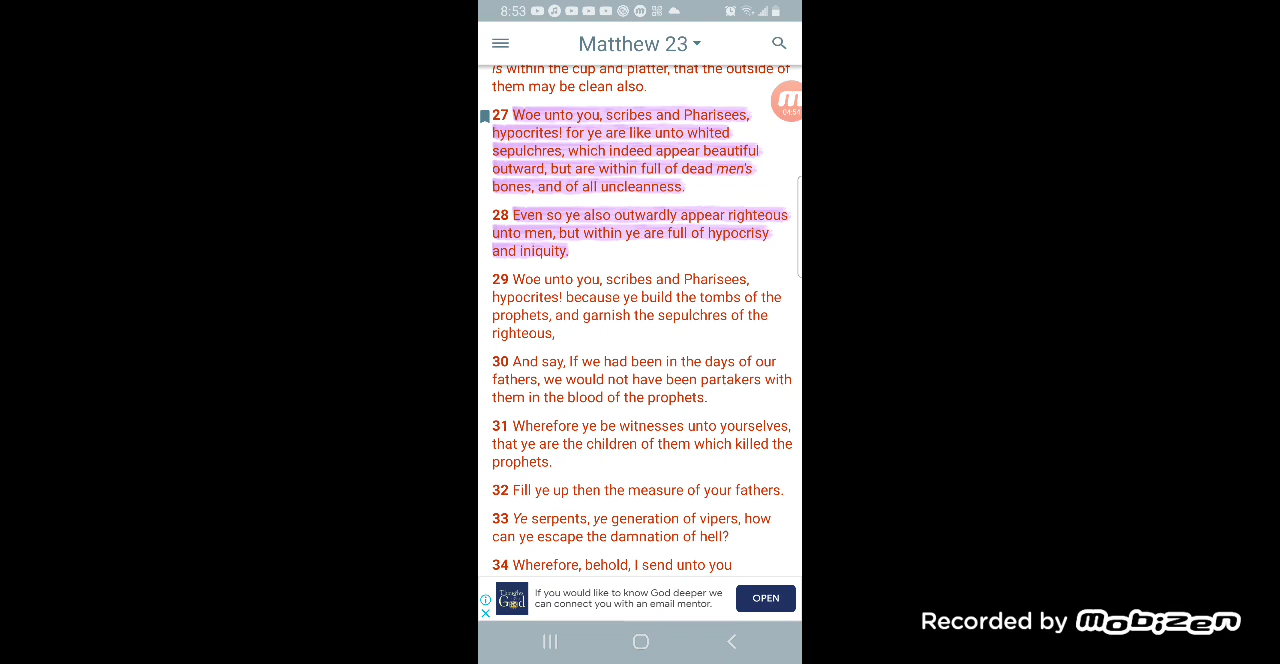 8:53
Matthew 23
is within the cup and platter, that the outside of
them may be clean also.
04:54
27 Woe unto you, scribes and Pharisees,
hypocrites! for ye are like unto whited
sepulchres, which indeed appear beautiful
outward, but are within full of dead men's
bones, and of all uncleanness.
28 Even so ye also outwardly appear righteous
unto men, but within ye are full of hypocrisy
and iniquity.
29 Woe unto you, scribes and Pharisees,
hypocrites! because ye build the tombs of the
prophets, and garnish the sepulchres of the
righteous,
30 And say, If we had been in the days of our
fathers, we would not have been partakers with
them in the blood of the prophets.
31 Wherefore ye be witnesses unto yourselves,
that ye are the children of them which killed the
prophets.
32 Fill ye up then the measure of your fathers.
33 Ye serpents, ye generation of vipers, how
can ye escape the damnation of hell?
34 Wherefore, behold, I send unto you
God
If you would like to know God deeper we
can connect you with an email mentor.
OPEN
Recorded by mobizen